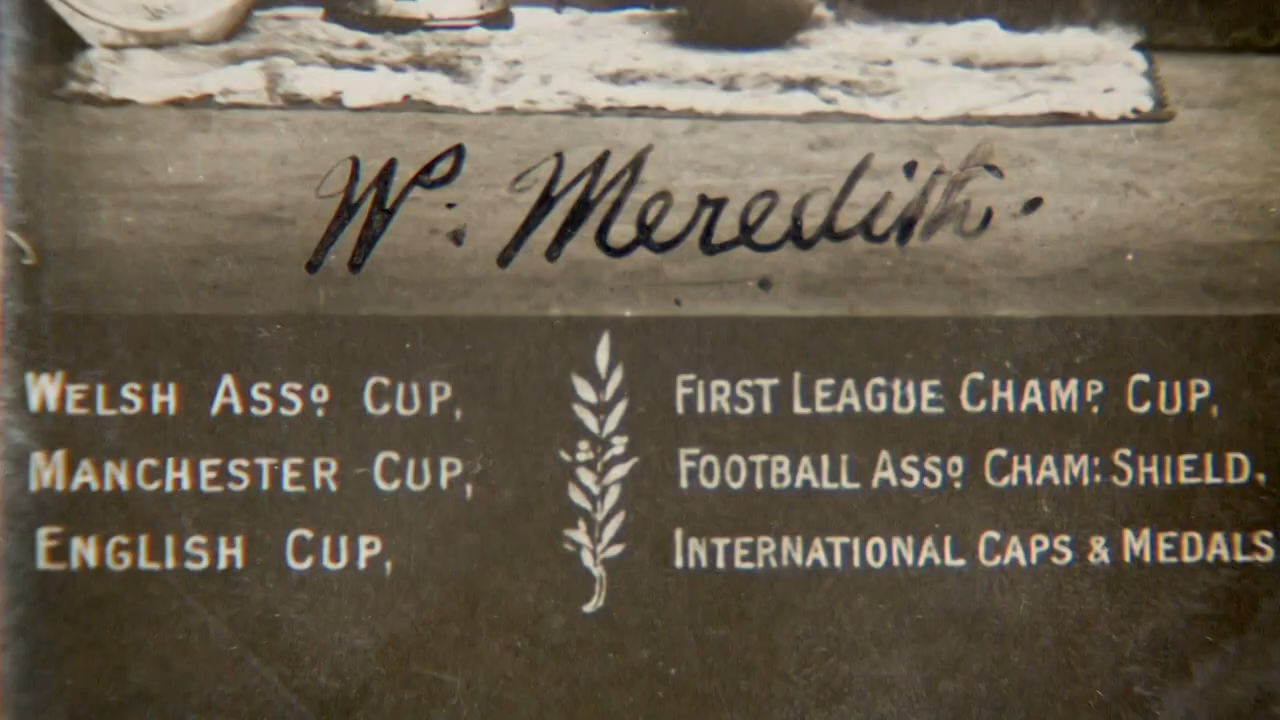 W. Meredith.
WELSH ASSº CUP,
MANCHESTER CUP,
ENGLISH CUP,
FIRST LEAGUE CHAMP. CUP,
FOOTBALL ASSº CHAM: SHIELD.
INTERNATIONAL CAPS & MEDALS